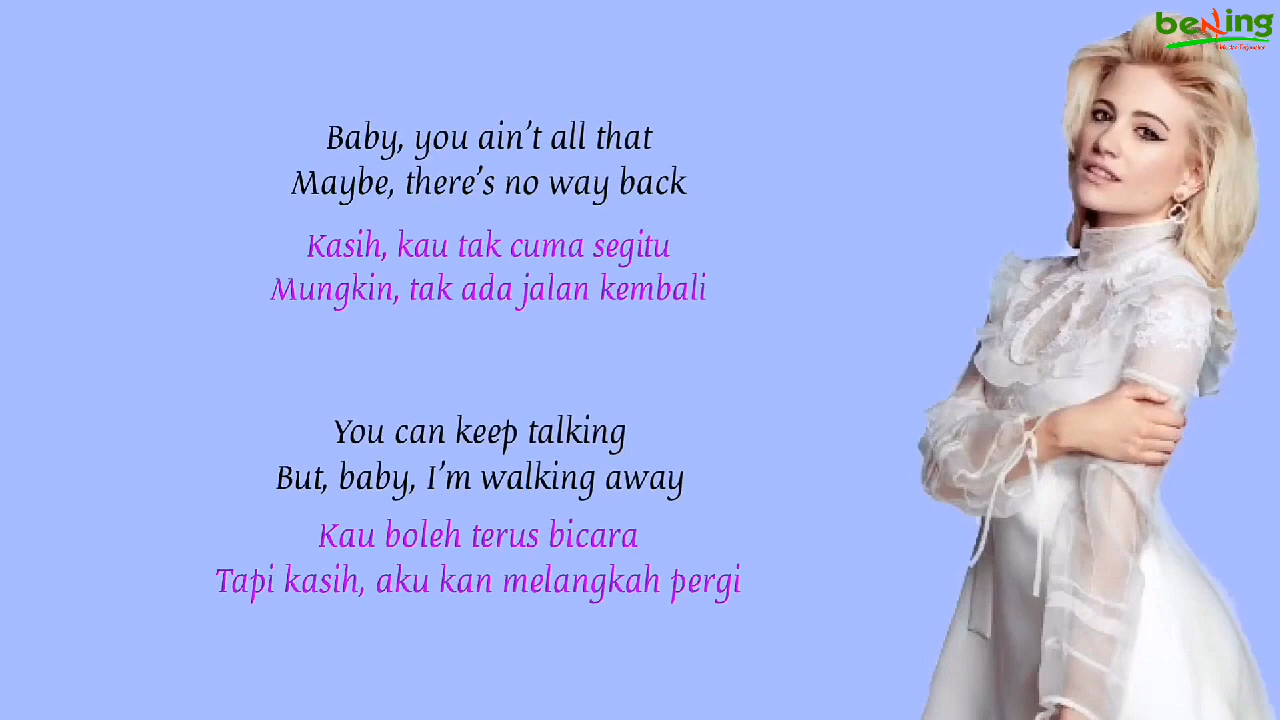 beNing
Baby, you ain't all that
Maybe, there's no way back
Kasih, kau tak cuma segitu
Mungkin, tak ada jalan kembali
You can keep talking
But, baby, I'm walking away
Kau boleh terus bicara
Tapi kasih, aku kan melangkah pergi